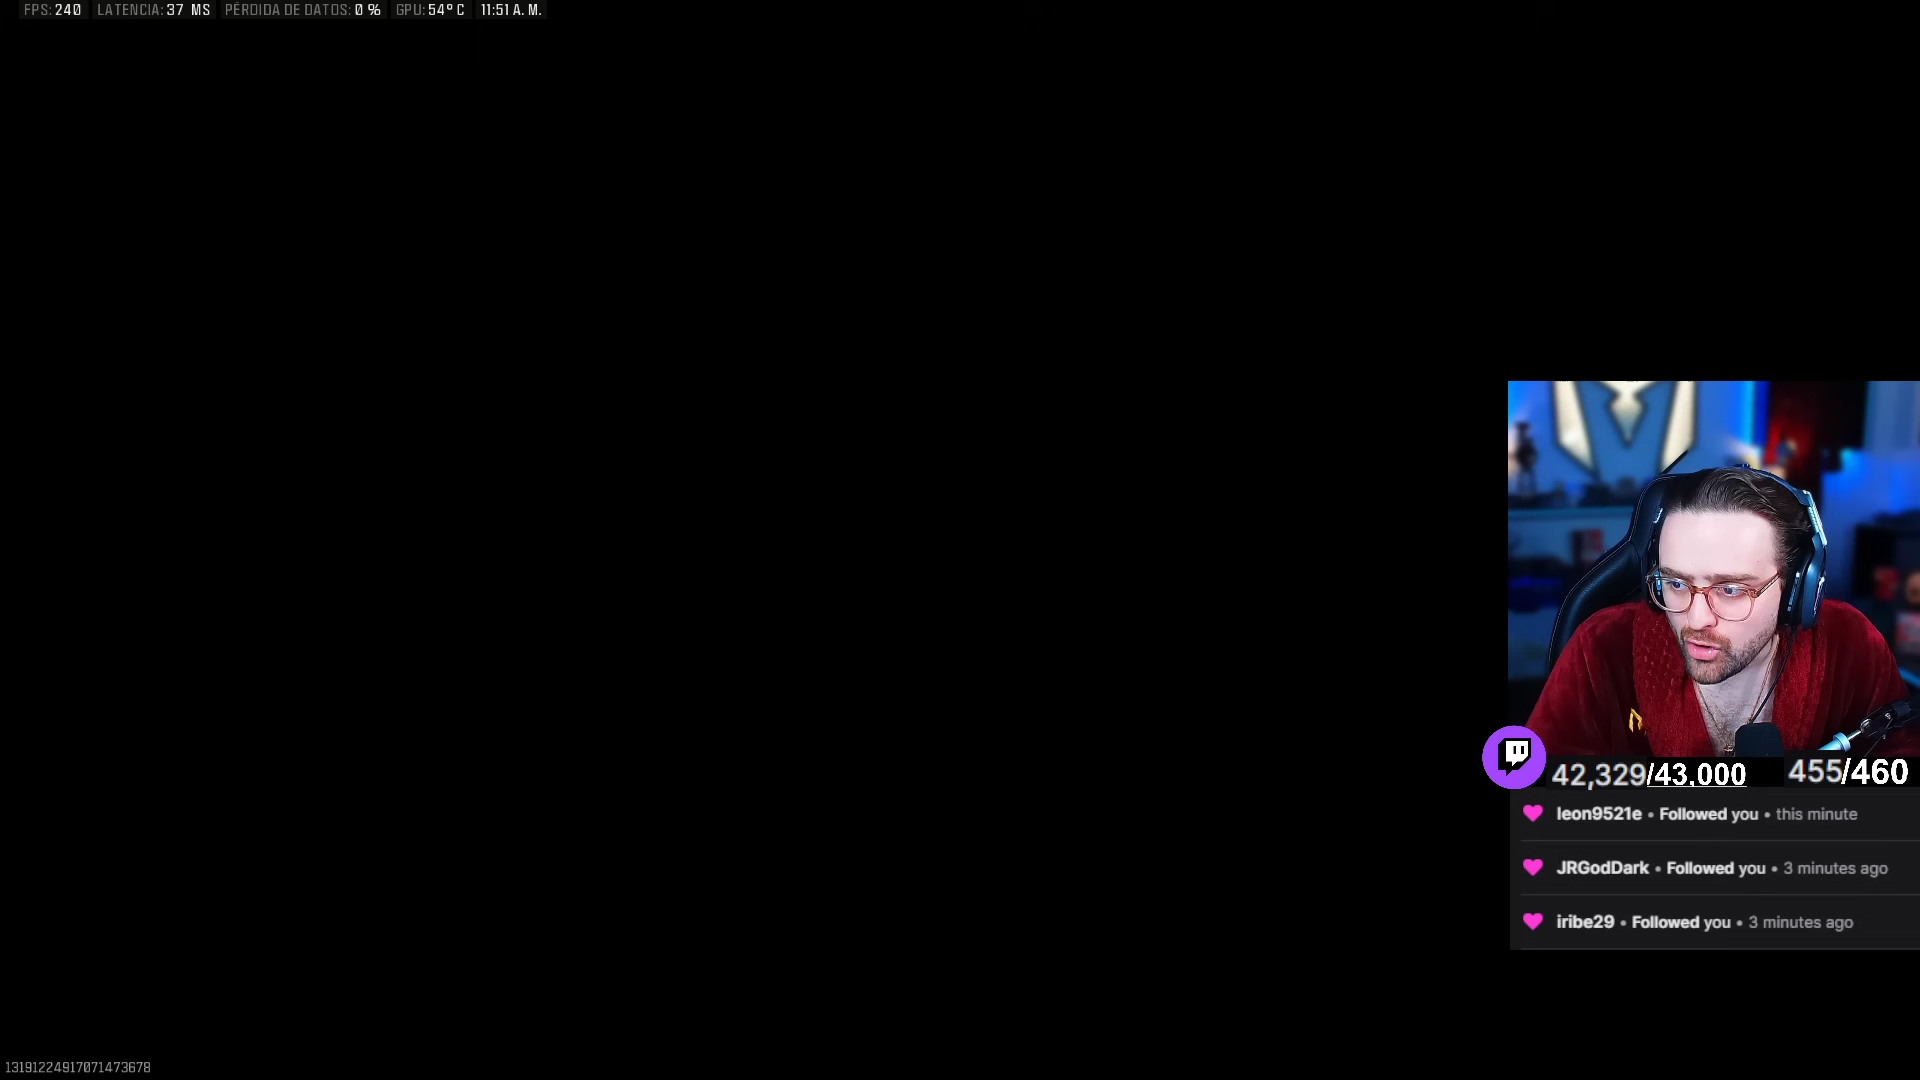 FPS: 240 LATENCIA: 37 MS PÉRDIDA DE DATOS: 0 % GPU: 54° C 11:51 A. M.
42,329/43,000 455/460
leon9521e • Followed you • this minute
JRGodDark • Followed you • 3 minutes ago
iribe29 • Followed you • 3 minutes ago
13191224917071473678